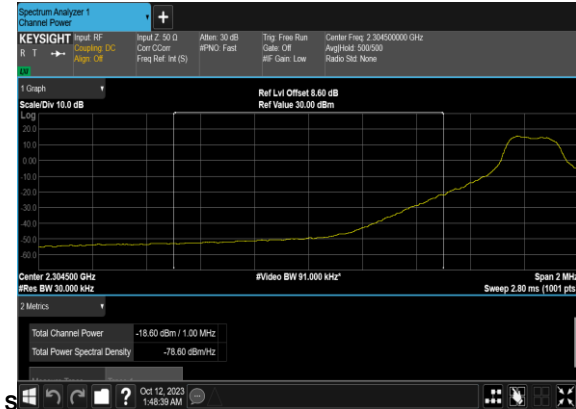 Spectrum Analyzer 1
Channel Power
KEYSIGHT
R T
Input: RF
Coupling: DC
Align: Off
Input Z: 50 Ω
Corr CCorr
Freq Ref: Int (S)
Atten: 30 dB
#PNO: Fast
Trig: Free Run
Gate: Off
#IF Gain: Low
Center Freq: 2.304500000 GHz
Avg|Hold: 500/500
Radio Std: None
1 Graph
Scale/Div 10.0 dB
Ref Lvl Offset 8.60 dB
Ref Value 30.00 dBm
Log
20.0
10.0
0.00
-10.0
-20.0
-30.0
-40.0
-50.0
-60.0
Center 2.304500 GHz
#Res BW 30.000 kHz
#Video BW 91.000 kHz*
Span 2 MHz
Sweep 2.80 ms (1001 pts
2 Metrics
Total Channel Power -18.60 dBm / 1.00 MHz
Total Power Spectral Density -78.60 dBm/Hz
S
?
Oct 12, 2023
1:48:39 AM